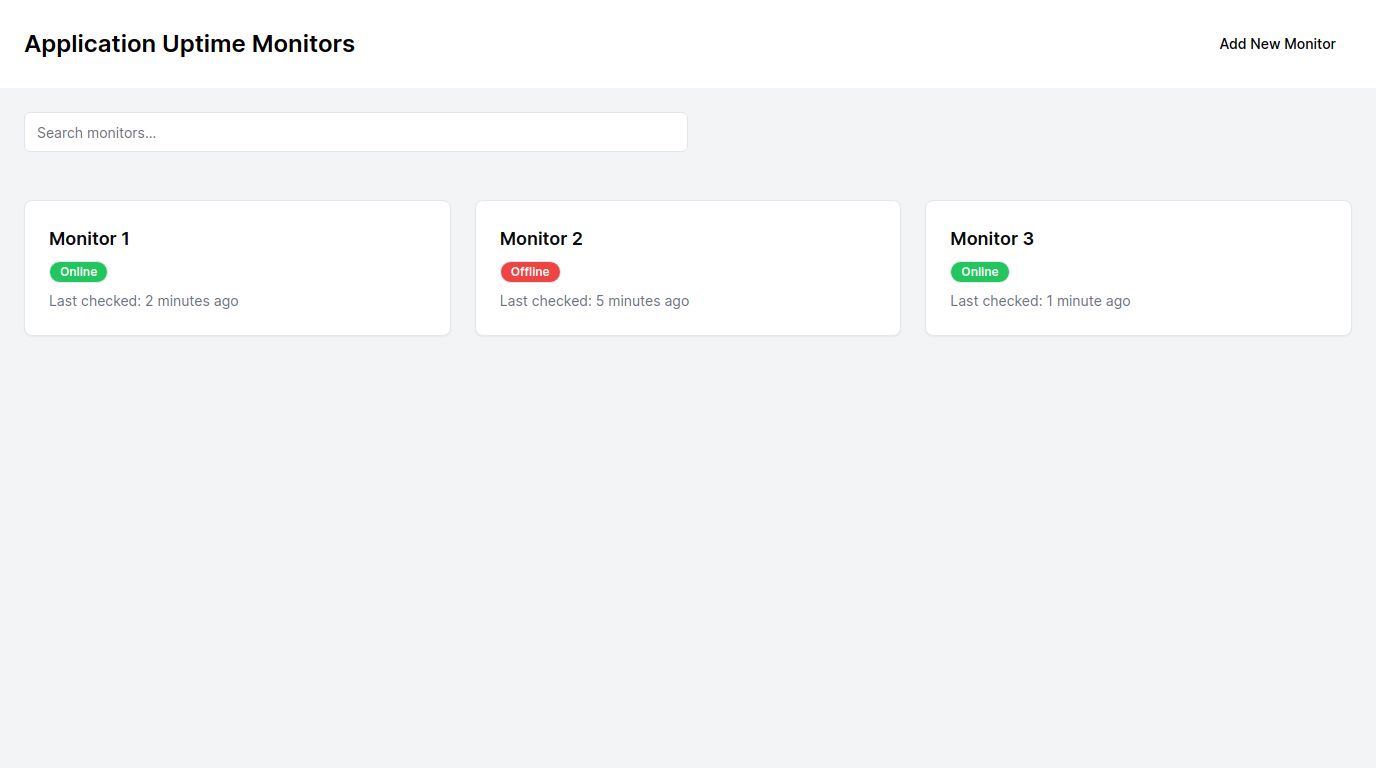 Application Uptime Monitors
Add New Monitor
Search monitors...
Monitor 1
Online
Last checked: 2 minutes ago
Monitor 2
Offline
Last checked: 5 minutes ago
Monitor 3
Online
Last checked: 1 minute ago